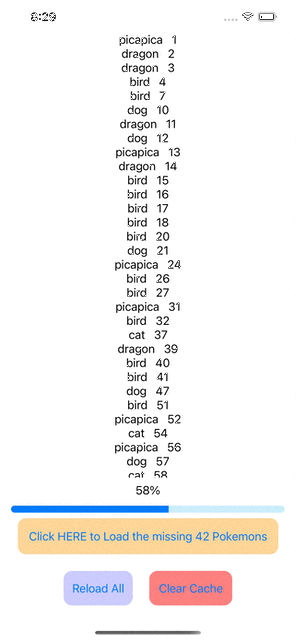 8:29
picapica 1
dragon 2
dragon 3
bird 4
bird 7
dog 10
dragon 11
dog 12
picapica 13
dragon 14
bird 15
bird 16
bird 17
bird 18
bird 20
dog 21
picapica 24
bird 26
bird 27
picapica 31
bird 32
cat 37
dragon 39
bird 40
bird 41
dog 47
bird 51
picapica 52
cat 54
picapica 56
dog 57
cat 58
58%
Click HERE to Load the missing 42 Pokemons
Reload All Clear Cache